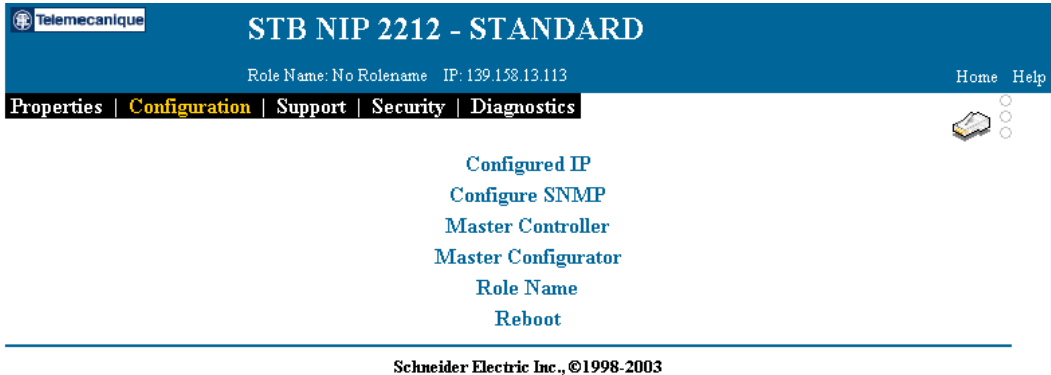 Telemecanique
STB NIP 2212 - STANDARD
Role Name: No Rolename IP: 139.158.13.113
Home Help
Properties | Configuration | Support | Security | Diagnostics
Configured IP
Configure SNMP
Master Controller
Master Configurator
Role Name
Reboot
Schneider Electric Inc., ©1998-2003